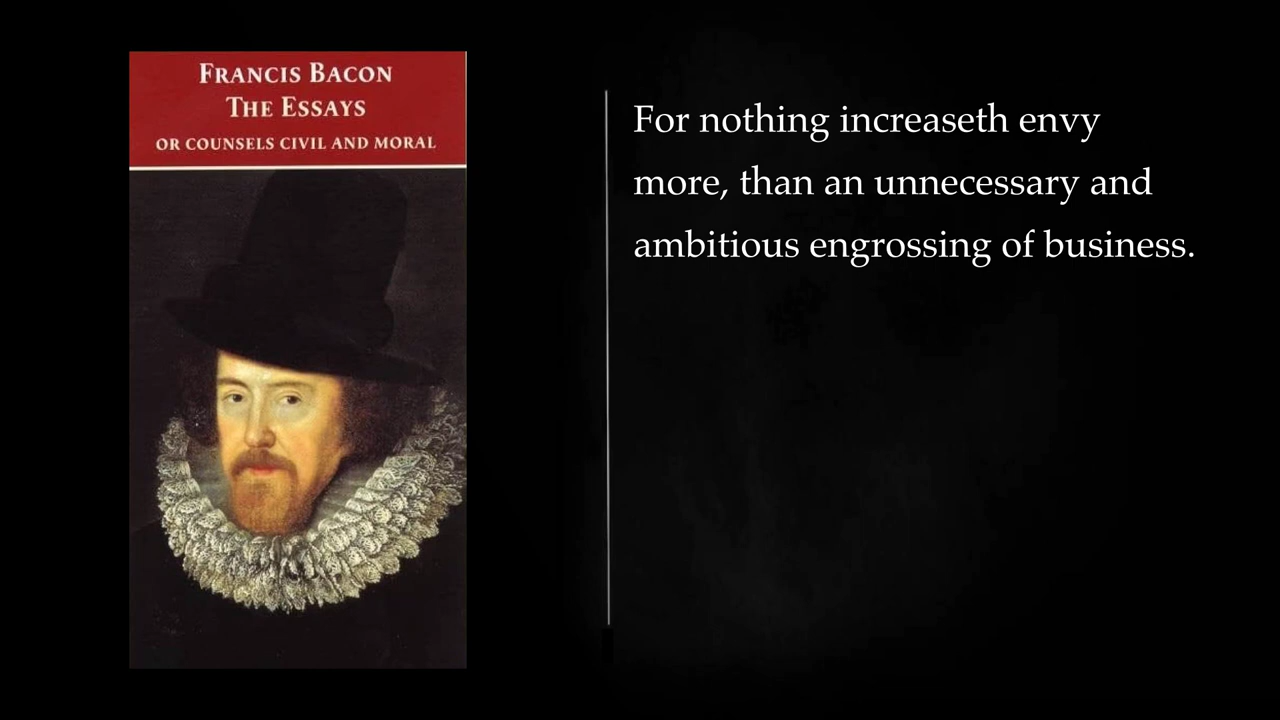 FRANCIS BACON
THE ESSAYS
OR COUNSELS CIVIL AND MORAL
For nothing increaseth envy
more, than an unnecessary and
ambitious engrossing of business.